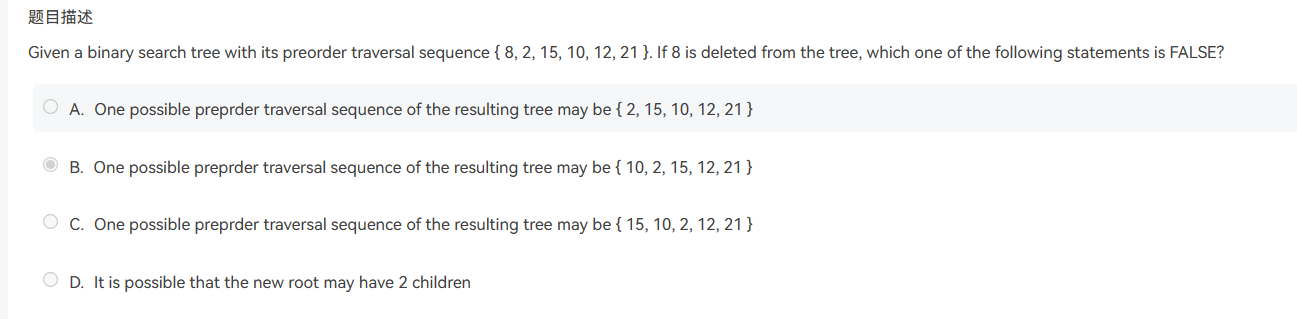 题目描述
Given a binary search tree with its preorder traversal sequence { 8, 2, 15, 10, 12, 21 }. If 8 is deleted from the tree, which one of the following statements is FALSE?
A. One possible preprder traversal sequence of the resulting tree may be { 2, 15, 10, 12, 21 }
B. One possible preprder traversal sequence of the resulting tree may be { 10, 2, 15, 12, 21 }
C. One possible preprder traversal sequence of the resulting tree may be { 15, 10, 2, 12, 21 }
D. It is possible that the new root may have 2 children